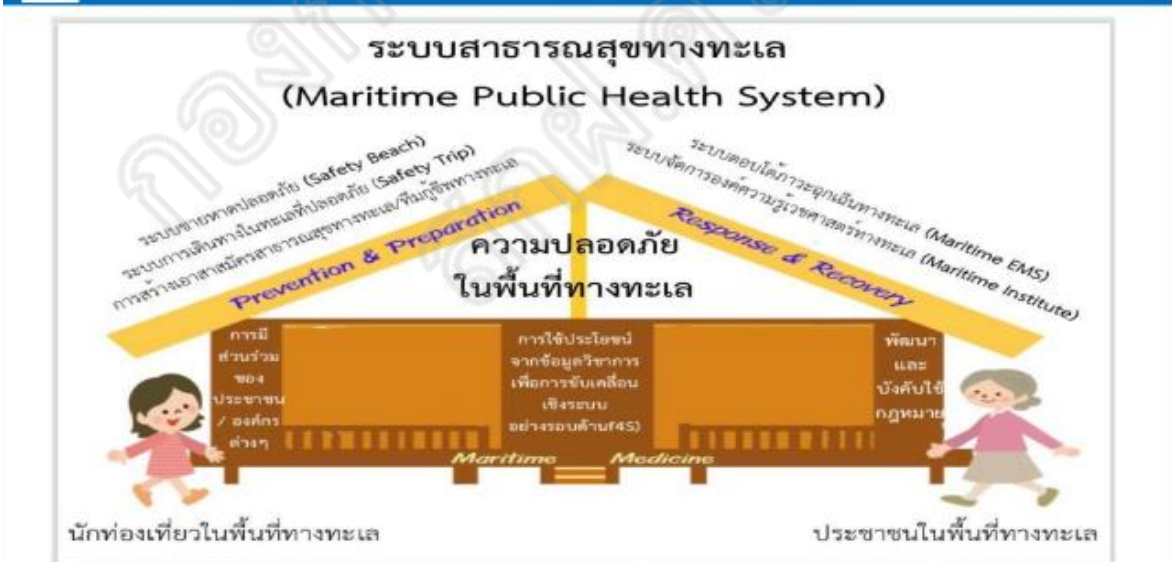 ระบบสาธารณสุขทางทะเล
(Maritime Public Health System)
ระบบชายหาดปลอดภัย (Safety Beach)
ระบบการเดินทางในทะเลที่ปลอดภัย (Safety Trip)
การสร้างอาสาสมัครสาธารณสุขทางทะเล/ทีมกู้ชีพทางทะเล
Prevention & Preparation
ระบบตอบโต้ภาวะฉุกเฉินทางทะเล (Maritime EMS)
ระบบจัดการองค์ความรู้เวชศาสตร์ทางทะเล (Maritime Institute)
Response & Recovery
ความปลอดภัย
ในพื้นที่ทางทะเล
การมี
ส่วนร่วม
ของ
ประชาชน
/ องค์กร
ต่างๆ
การใช้ประโยชน์
จากข้อมูลวิชาการ
เพื่อการขับเคลื่อน
เชิงระบบ
อย่างรอบด้าน(4S)
พัฒนา
และ
บังคับใช้
กฎหมาย
Maritime Medicine
นักท่องเที่ยวในพื้นที่ทางทะเล
ประชาชนในพื้นที่ทางทะเล